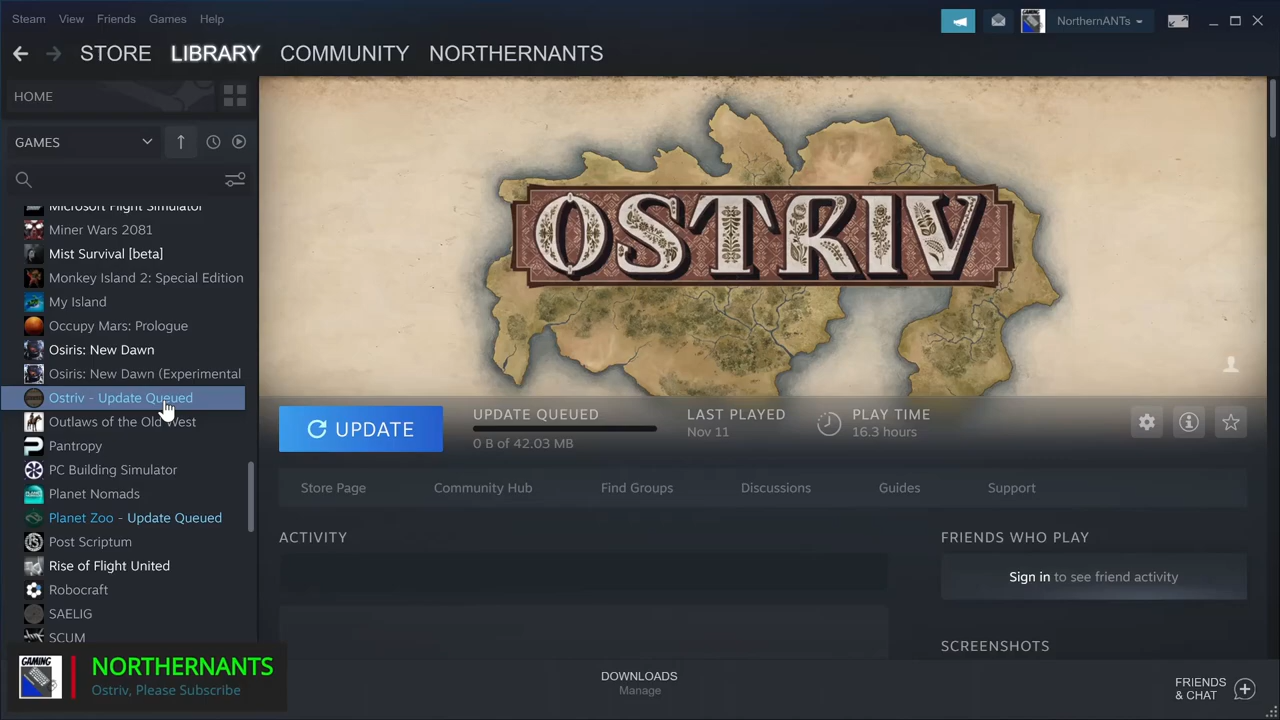 Steam View Friends Games Help
NorthernANTs
STORE LIBRARY COMMUNITY NORTHERNANTS
HOME
GAMES
Microsoft Flight Simulator
Miner Wars 2081
Mist Survival [beta]
Monkey Island 2: Special Edition
My Island
Occupy Mars: Prologue
Osiris: New Dawn
Osiris: New Dawn (Experimental
Ostriv - Update Queued
Outlaws of the Old West
Pantropy
PC Building Simulator
Planet Nomads
Planet Zoo - Update Queued
Post Scriptum
Rise of Flight United
Robocraft
SAELIG
SCUM
GAMING
NORTHERNANTS
Ostriv, Please Subscribe
OSTRIV
UPDATE
UPDATE QUEUED
0 B of 42.03 MB
LAST PLAYED
Nov 11
PLAY TIME
16.3 hours
Store Page Community Hub Find Groups Discussions Guides Support
ACTIVITY
FRIENDS WHO PLAY
Sign in to see friend activity
SCREENSHOTS
DOWNLOADS
Manage
FRIENDS
& CHAT